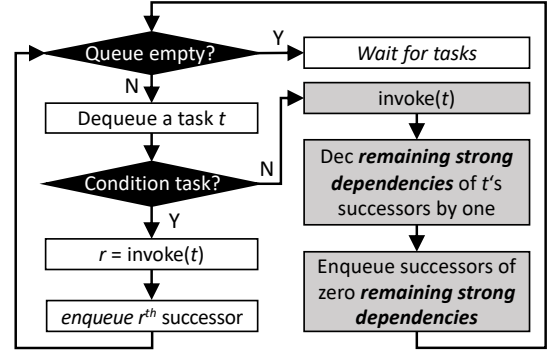 Queue empty?
Y
Wait for tasks
N
Dequeue a task t
invoke(t)
Condition task?
N
Dec remaining strong
dependencies of t‘s
successors by one
Y
r = invoke(t)
enqueue rth successor
Enqueue successors of
zero remaining strong
dependencies